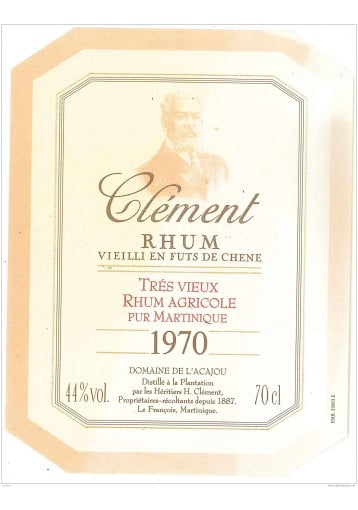 Clément
RHUM
VIEILLI EN FUTS DE CHENE
TRÉS VIEUX
RHUM AGRICOLE
PUR MARTINIQUE
1970
DOMAINE DE L'ACAJOU
Distillé à la Plantation
par les Héritiers H. Clément,
Propriétaires-récoltants depuis 1887.
Le François, Martinique.
44% vol.
70 cl